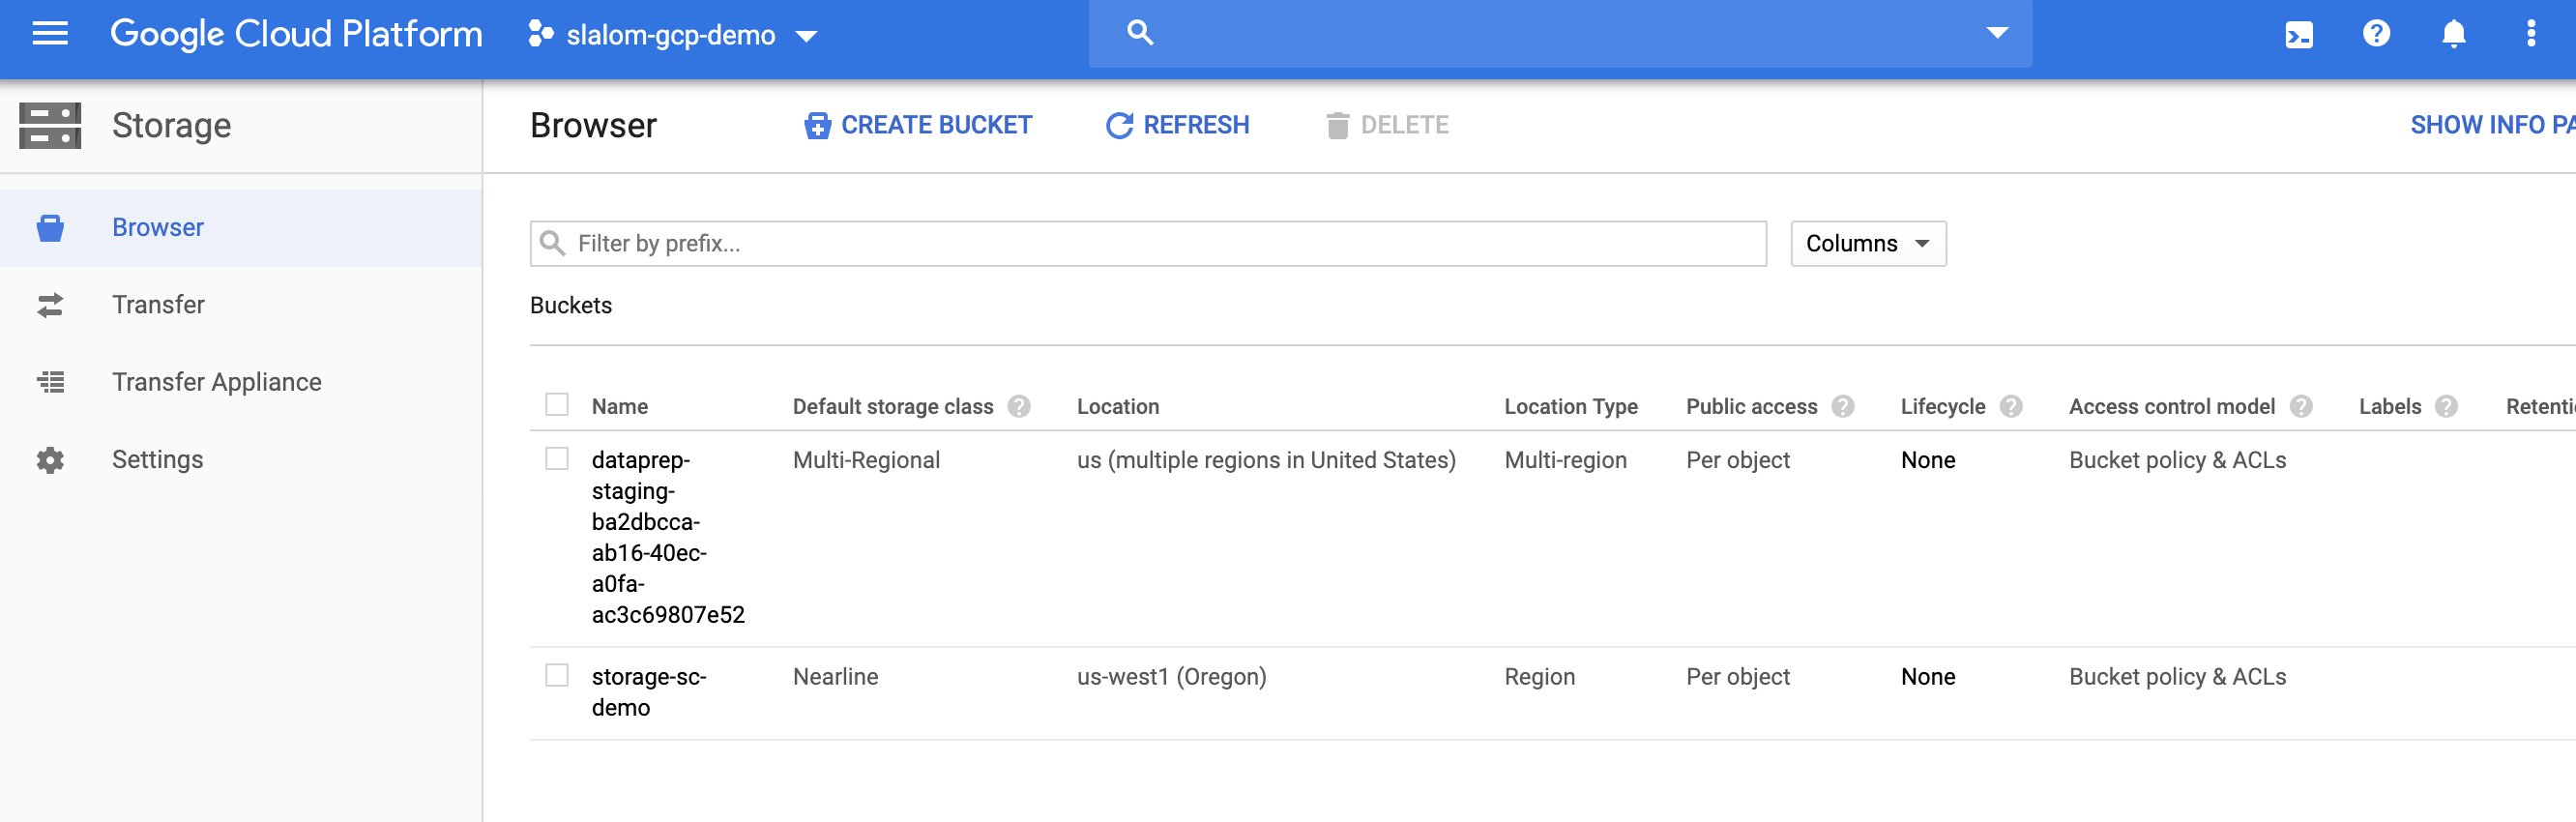 Google Cloud Platform slalom-gcp-demo
Storage
Browser
Transfer
Transfer Appliance
Settings
Browser CREATE BUCKET REFRESH DELETE SHOW INFO PA
Filter by prefix... Columns
Buckets
Name Default storage class Location Location Type Public access Lifecycle Access control model Labels Retenti
dataprep- Multi-Regional us (multiple regions in United States) Multi-region Per object None Bucket policy & ACLs
staging-
ba2dbcca-
ab16-40ec-
a0fa-
ac3c69807e52
storage-sc- Nearline us-west1 (Oregon) Region Per object None Bucket policy & ACLs
demo